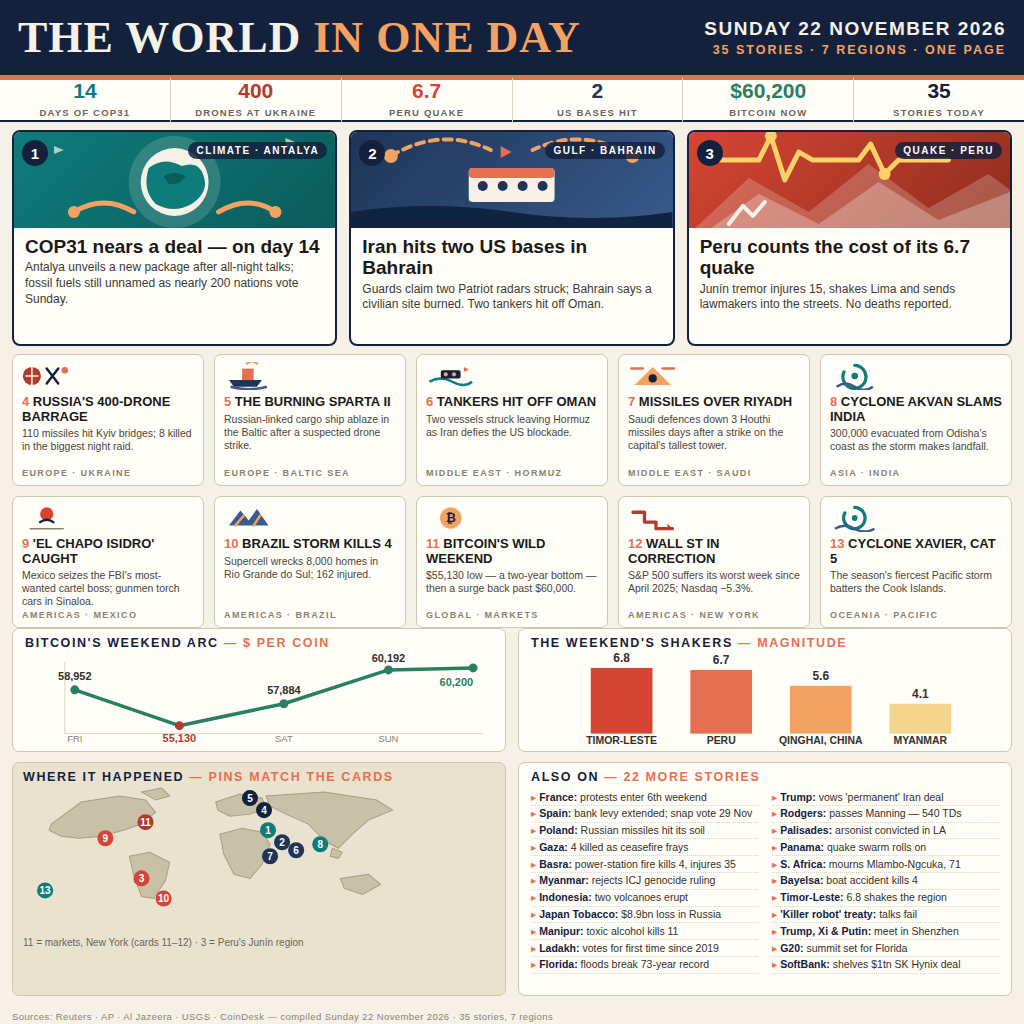 THE WORLD IN ONE DAY
SUNDAY 22 NOVEMBER 2026
35 STORIES · 7 REGIONS · ONE PAGE
14
DAYS OF COP31
400
DRONES AT UKRAINE
6.7
PERU QUAKE
2
US BASES HIT
$60,200
BITCOIN NOW
35
STORIES TODAY
1
CLIMATE · ANTALYA
COP31 nears a deal — on day 14
Antalya unveils a new package after all-night talks;
fossil fuels still unnamed as nearly 200 nations vote
Sunday.
2
GULF · BAHRAIN
Iran hits two US bases in
Bahrain
Guards claim two Patriot radars struck; Bahrain says a
civilian site burned. Two tankers hit off Oman.
3
QUAKE · PERU
Peru counts the cost of its 6.7
quake
Junín tremor injures 15, shakes Lima and sends
lawmakers into the streets. No deaths reported.
4 RUSSIA'S 400-DRONE
BARRAGE
110 missiles hit Kyiv bridges; 8 killed
in the biggest night raid.
EUROPE · UKRAINE
5 THE BURNING SPARTA II
Russian-linked cargo ship ablaze in
the Baltic after a suspected drone
strike.
EUROPE · BALTIC SEA
6 TANKERS HIT OFF OMAN
Two vessels struck leaving Hormuz
as Iran defies the US blockade.
MIDDLE EAST · HORMUZ
7 MISSILES OVER RIYADH
Saudi defences down 3 Houthi
missiles days after a strike on the
capital's tallest tower.
MIDDLE EAST · SAUDI
8 CYCLONE AKVAN SLAMS
INDIA
300,000 evacuated from Odisha's
coast as the storm makes landfall.
ASIA · INDIA
9 'EL CHAPO ISIDRO'
CAUGHT
Mexico seizes the FBI's most-
wanted cartel boss; gunmen torch
cars in Sinaloa.
AMERICAS · MEXICO
10 BRAZIL STORM KILLS 4
Supercell wrecks 8,000 homes in
Rio Grande do Sul; 162 injured.
AMERICAS · BRAZIL
₿
11 BITCOIN'S WILD
WEEKEND
$55,130 low — a two-year bottom —
then a surge back past $60,000.
GLOBAL · MARKETS
12 WALL ST IN
CORRECTION
S&P 500 suffers its worst week since
April 2025; Nasdaq −5.3%.
AMERICAS · NEW YORK
13 CYCLONE XAVIER, CAT
5
The season's fiercest Pacific storm
batters the Cook Islands.
OCEANIA · PACIFIC
BITCOIN'S WEEKEND ARC — $ PER COIN
58,952
55,130
57,884
60,192
60,200
FRI
SAT
SUN
THE WEEKEND'S SHAKERS — MAGNITUDE
6.8
6.7
5.6
4.1
TIMOR-LESTE
PERU
QINGHAI, CHINA
MYANMAR
WHERE IT HAPPENED — PINS MATCH THE CARDS
5
4
11
1
9
2
8
6
7
3
13
10
11 = markets, New York (cards 11–12) · 3 = Peru's Junín region
ALSO ON — 22 MORE STORIES
▸ France: protests enter 6th weekend
▸ Spain: bank levy extended; snap vote 29 Nov
▸ Poland: Russian missiles hit its soil
▸ Gaza: 4 killed as ceasefire frays
▸ Basra: power-station fire kills 4, injures 35
▸ Myanmar: rejects ICJ genocide ruling
▸ Indonesia: two volcanoes erupt
▸ Japan Tobacco: $8.9bn loss in Russia
▸ Manipur: toxic alcohol kills 11
▸ Ladakh: votes for first time since 2019
▸ Florida: floods break 73-year record
▸ Trump: vows 'permanent' Iran deal
▸ Rodgers: passes Manning — 540 TDs
▸ Palisades: arsonist convicted in LA
▸ Panama: quake swarm rolls on
▸ S. Africa: mourns Mlambo-Ngcuka, 71
▸ Bayelsa: boat accident kills 4
▸ Timor-Leste: 6.8 shakes the region
▸ 'Killer robot' treaty: talks fail
▸ Trump, Xi & Putin: meet in Shenzhen
▸ G20: summit set for Florida
▸ SoftBank: shelves $1tn SK Hynix deal
Sources: Reuters · AP · Al Jazeera · USGS · CoinDesk — compiled Sunday 22 November 2026 · 35 stories, 7 regions